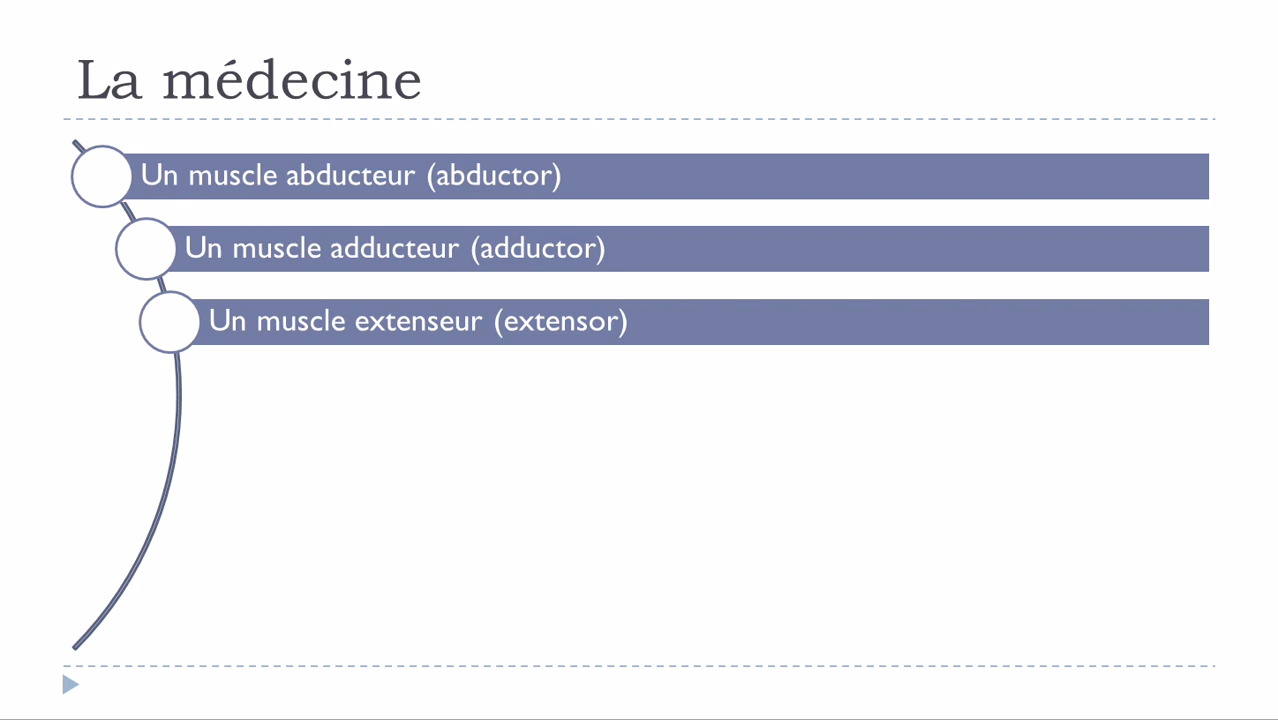 La médecine
Un muscle abducteur (abductor)
Un muscle adducteur (adductor)
Un muscle extenseur (extensor)